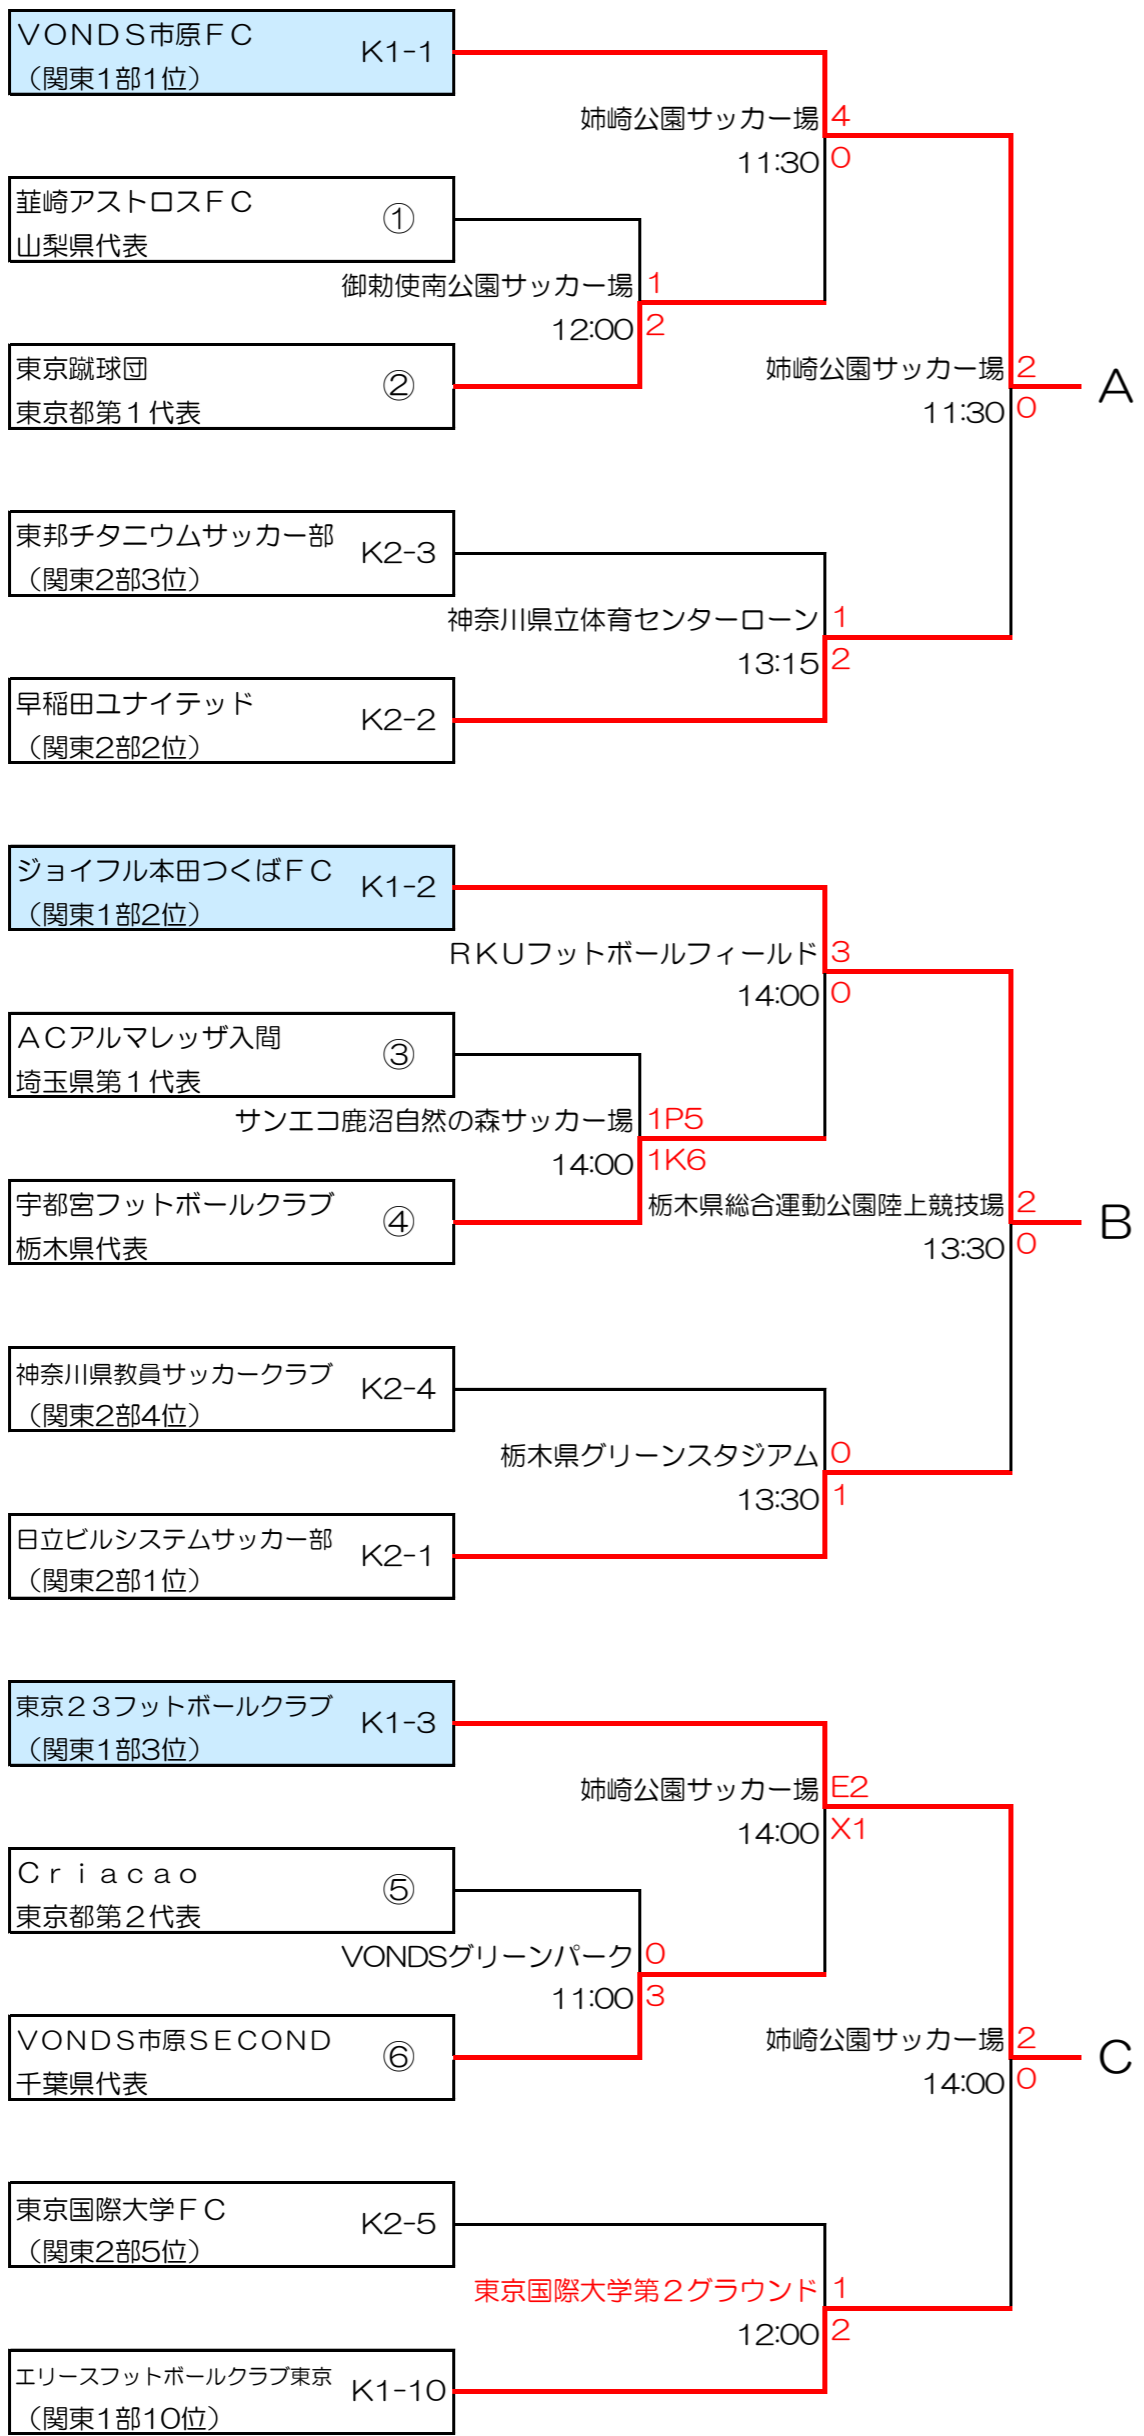 ＶＯＮＤＳ市原ＦＣ
K1-1
（関東1部1位）
姉崎公園サッカー場
4
11:30
0
韮崎アストロスＦＣ
①
山梨県代表
御勅使南公園サッカー場
1
12:00
2
東京蹴球団
②
東京都第１代表
姉崎公園サッカー場
2
A
11:30
0
東邦チタニウムサッカー部
K2-3
（関東2部3位）
神奈川県立体育センターローン
1
13:15
2
早稲田ユナイテッド
K2-2
（関東2部2位）
ジョイフル本田つくばＦＣ
K1-2
（関東1部2位）
ＲＫＵフットボールフィールド
3
14:00
0
ＡＣアルマレッザ入間
③
埼玉県第１代表
サンエコ鹿沼自然の森サッカー場
1P5
14:00
1K6
宇都宮フットボールクラブ
④
栃木県代表
栃木県総合運動公園陸上競技場
2
B
13:30
0
神奈川県教員サッカークラブ
K2-4
（関東2部4位）
栃木県グリーンスタジアム
0
13:30
1
日立ビルシステムサッカー部
K2-1
（関東2部1位）
東京２３フットボールクラブ
K1-3
（関東1部3位）
姉崎公園サッカー場
E2
14:00
X1
Ｃｒｉａｃａｏ
⑤
東京都第２代表
VONDSグリーンパーク
0
11:00
3
ＶＯＮＤＳ市原ＳＥＣＯＮＤ
⑥
千葉県代表
姉崎公園サッカー場
2
C
14:00
0
東京国際大学ＦＣ
K2-5
（関東2部5位）
東京国際大学第２グラウンド
1
12:00
2
エリースフットボールクラブ東京
K1-10
（関東1部10位）